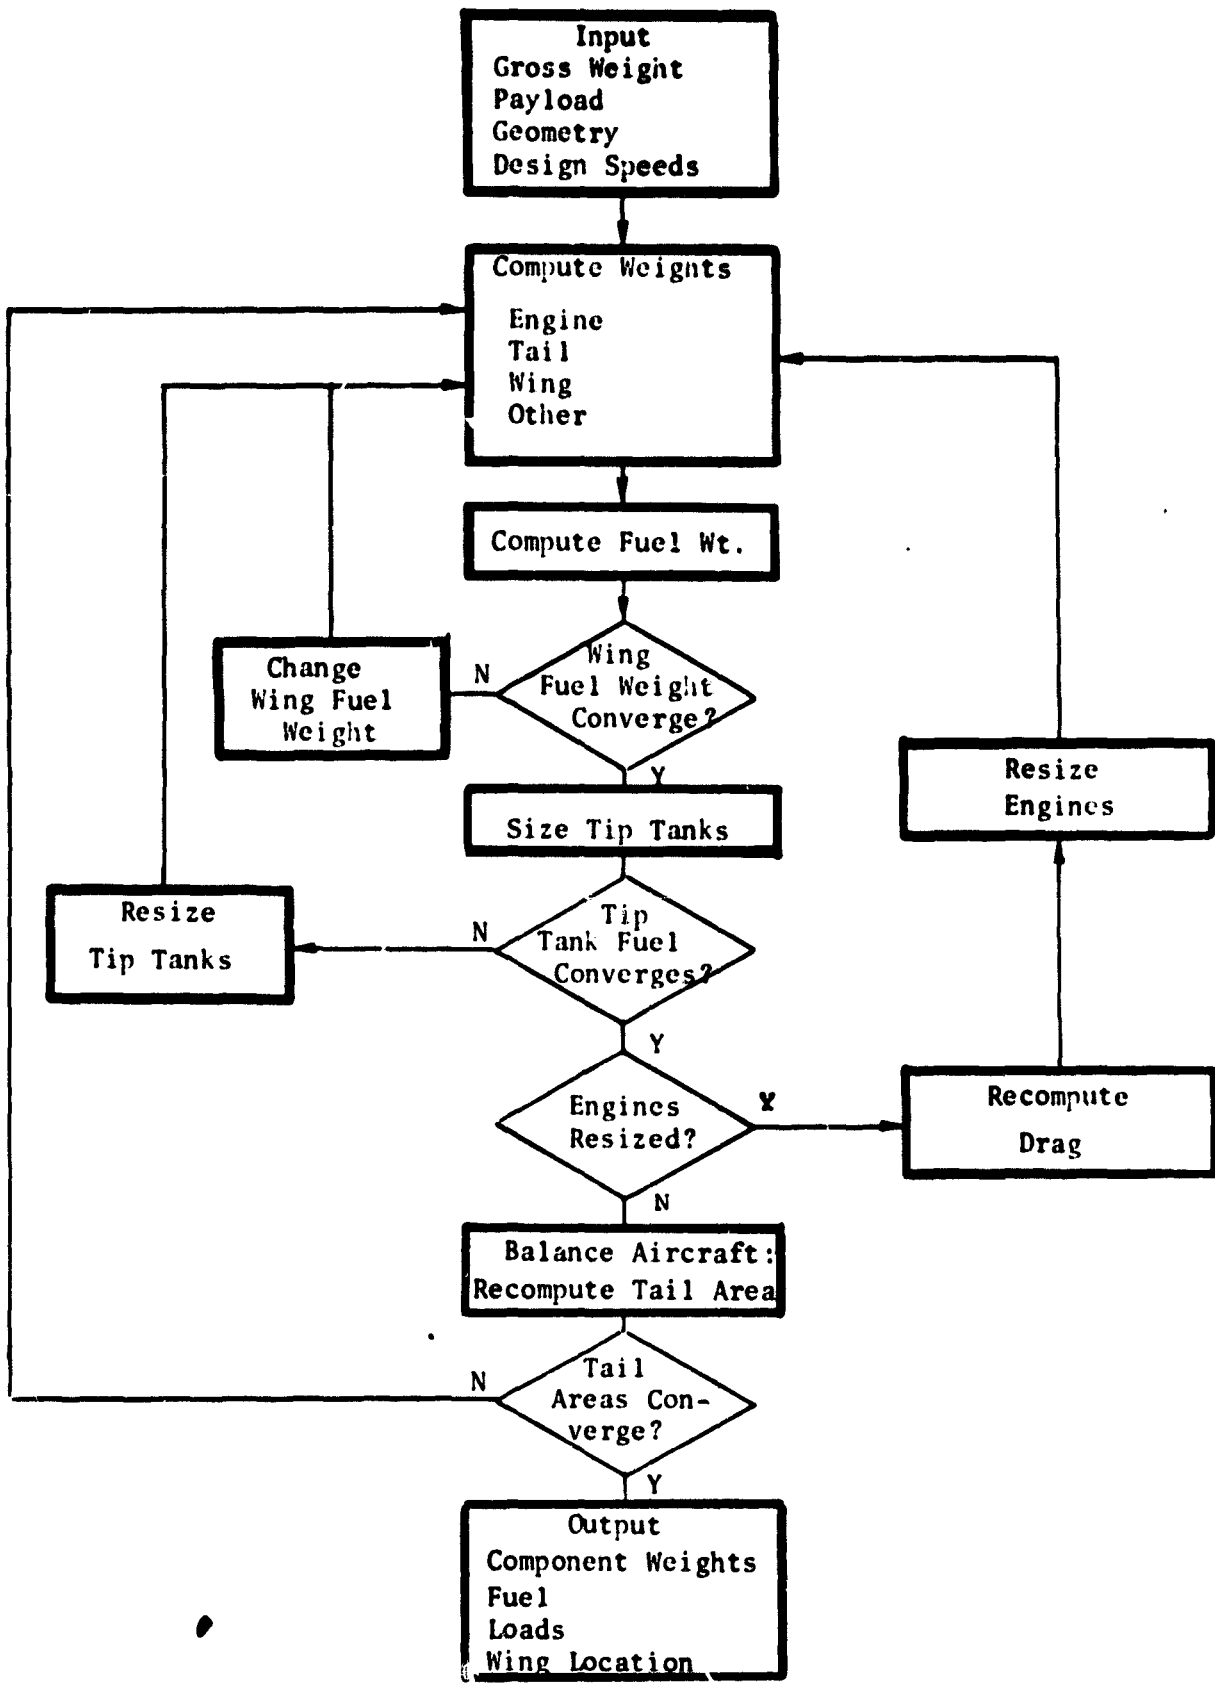 Input
Gross Weight
Payload
Geometry
Design Speeds
Compute Weights
Engine
Tail
Wing
Other
Compute Fuel Wt.
Wing
Fuel Weight
Converge?
N
Change
Wing Fuel
Weight
Y
Size Tip Tanks
Resize
Engines
Tip
Tank Fuel
Converges?
N
Resize
Tip Tanks
Y
Engines
Resized?
Y
Recompute
Drag
N
Balance Aircraft:
Recompute Tail Area
Tail
Areas Con-
verge?
N
Y
Output
Component Weights
Fuel
Loads
Wing Location